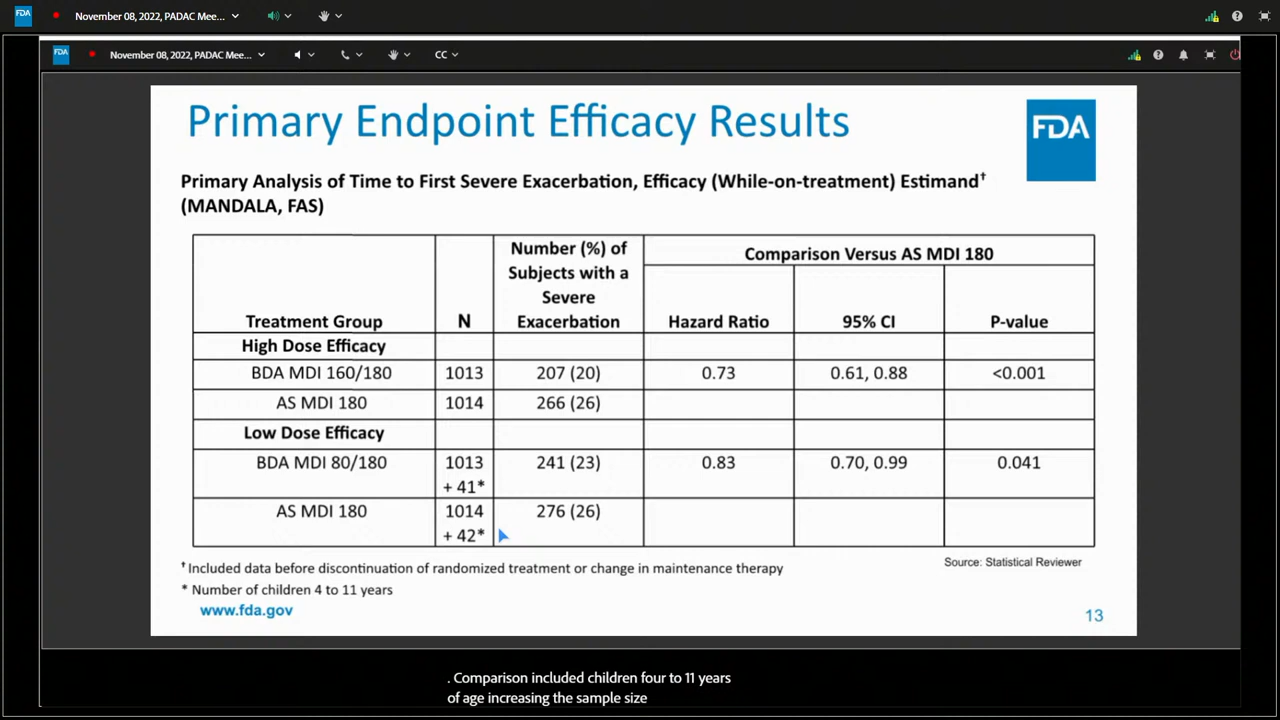 FDA
November 08, 2022, PADAC Mee...
FDA
November 08, 2022, PADAC Mee...
CC
Primary Endpoint Efficacy Results
FDA
Primary Analysis of Time to First Severe Exacerbation, Efficacy (While-on-treatment) Estimand†
(MANDALA, FAS)
Treatment Group
N
Number (%) of
Subjects with a
Severe
Exacerbation
Comparison Versus AS MDI 180
Hazard Ratio
95% CI
P-value
High Dose Efficacy
BDA MDI 160/180 1013 207 (20) 0.73 0.61, 0.88 <0.001
AS MDI 180 1014 266 (26)
Low Dose Efficacy
BDA MDI 80/180 1013 241 (23) 0.83 0.70, 0.99 0.041
+ 41*
AS MDI 180 1014 276 (26)
+ 42*
† Included data before discontinuation of randomized treatment or change in maintenance therapy
Source: Statistical Reviewer
* Number of children 4 to 11 years
www.fda.gov
13
. Comparison included children four to 11 years
of age increasing the sample size